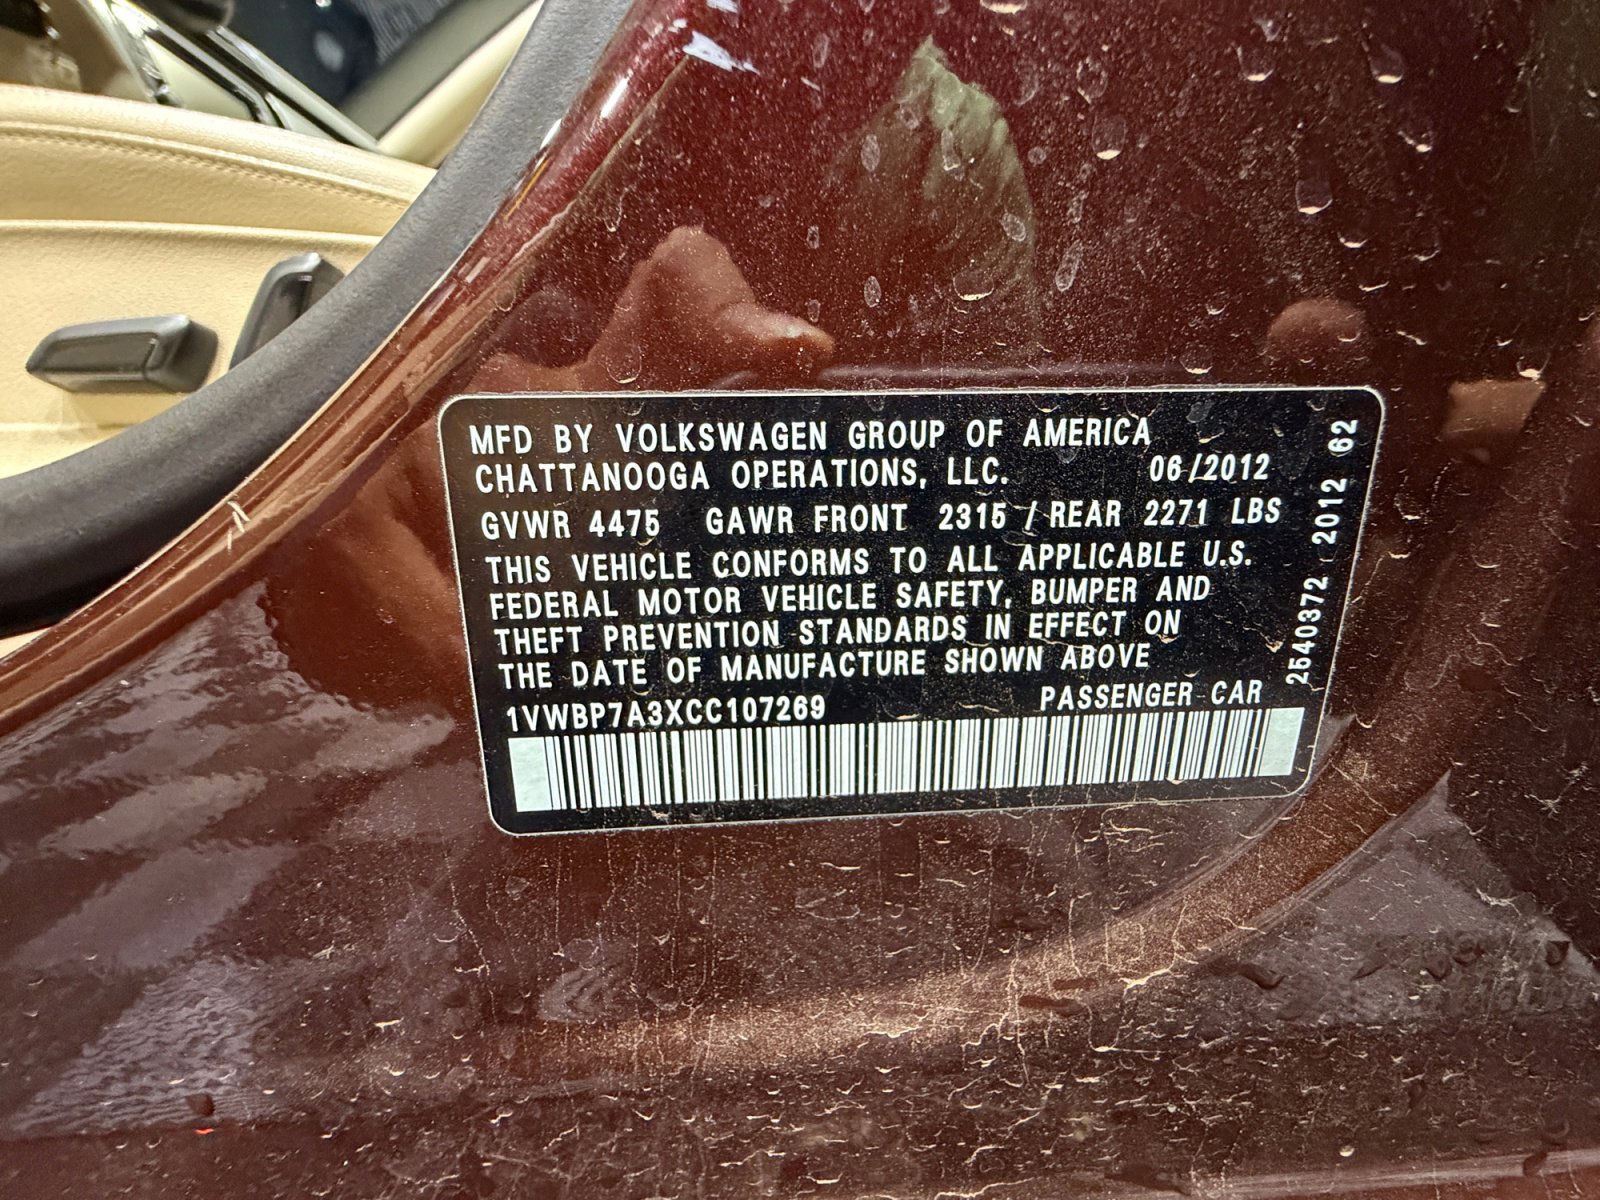 MFD BY VOLKSWAGEN GROUP OF AMERICA
CHATTANOOGA OPERATIONS, LLC. 06/2012
GVWR 4475 GAWR FRONT 2315 / REAR 2271 LBS
THIS VEHICLE CONFORMS TO ALL APPLICABLE U.S.
FEDERAL MOTOR VEHICLE SAFETY, BUMPER AND
THEFT PREVENTION STANDARDS IN EFFECT ON
THE DATE OF MANUFACTURE SHOWN ABOVE
1VWBP7A3XCC107269 PASSENGER CAR
2540372 2012 62